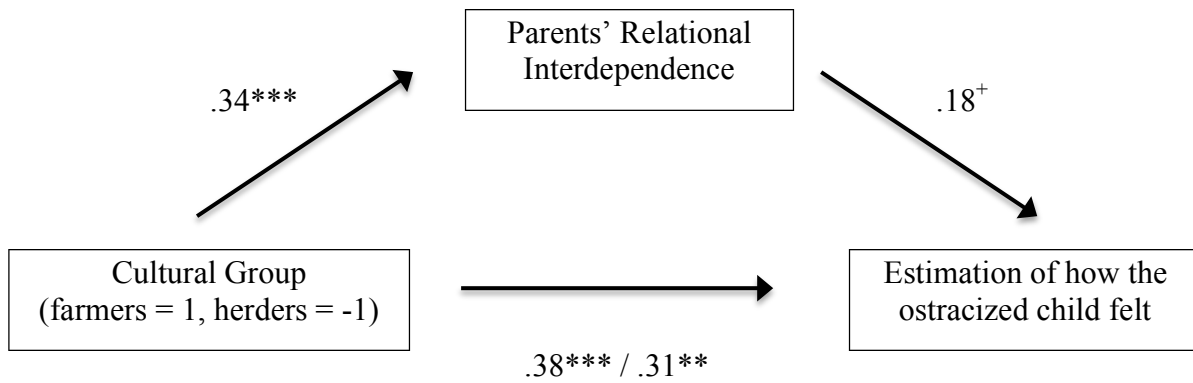 Parents’ Relational
Interdependence
.34***
.18⁺
Cultural Group
(farmers = 1, herders = -1)
Estimation of how the
ostracized child felt
.38*** / .31**